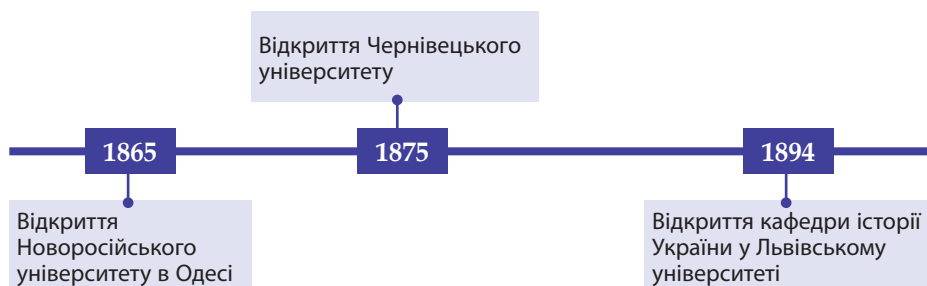 Відкриття Чернівецького
університету
1865
1875
1894
Відкриття
Новоросійського
університету в Одесі
Відкриття кафедри історії
України у Львівському
університеті